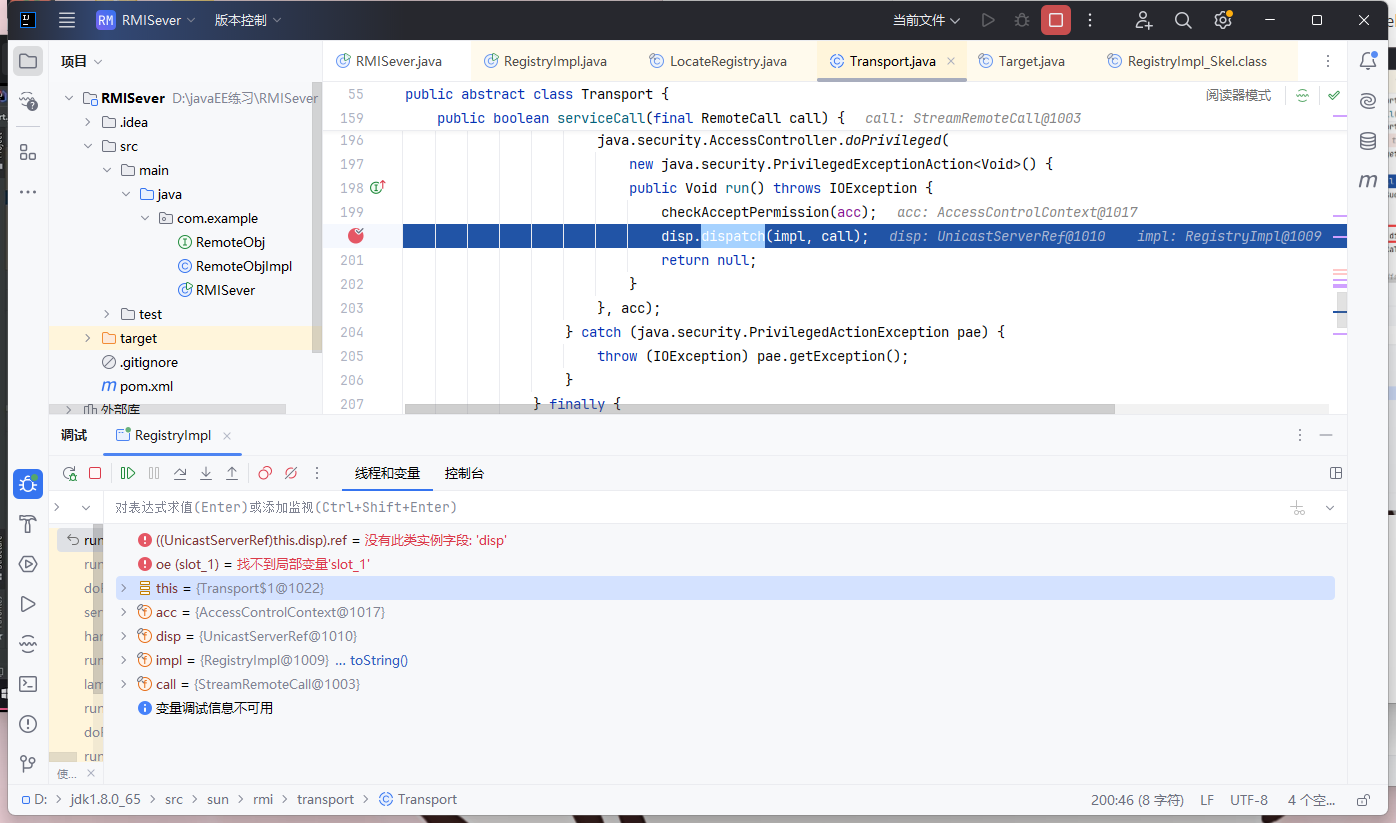 RM RMISever 版本控制 当前文件
项目
RMISever.java RegistryImpl.java LocateRegistry.java Transport.java Target.java RegistryImpl_Skel.class
RMISever D:\javaEE练习\RMISever
.idea
src
main
java
com.example
RemoteObj
RemoteObjImpl
RMISever
test
target
.gitignore
pom.xml
外部库
阅读器模式
55 public abstract class Transport {
159 public boolean serviceCall(final RemoteCall call) { call: StreamRemoteCall@1003
196 java.security.AccessController.doPrivileged(
197 new java.security.PrivilegedExceptionAction<Void>() {
198 public Void run() throws IOException {
199 checkAcceptPermission(acc); acc: AccessControlContext@1017
disp.dispatch(impl, call); disp: UnicastServerRef@1010 impl: RegistryImpl@1009
201 return null;
202 }
203 }, acc);
204 } catch (java.security.PrivilegedActionException pae) {
205 throw (IOException) pae.getException();
206 }
207 } finally {
调试 RegistryImpl
线程和变量 控制台
对表达式求值(Enter)或添加监视(Ctrl+Shift+Enter)
run
run
doP
ser
han
run
lam
run
doP
run
使...
((UnicastServerRef)this.disp).ref = 没有此类实例字段: 'disp'
oe (slot_1) = 找不到局部变量'slot_1'
this = {Transport$1@1022}
acc = {AccessControlContext@1017}
disp = {UnicastServerRef@1010}
impl = {RegistryImpl@1009} ... toString()
call = {StreamRemoteCall@1003}
变量调试信息不可用
D: > jdk1.8.0_65 > src > sun > rmi > transport > Transport
200:46 (8 字符) LF UTF-8 4 个空...